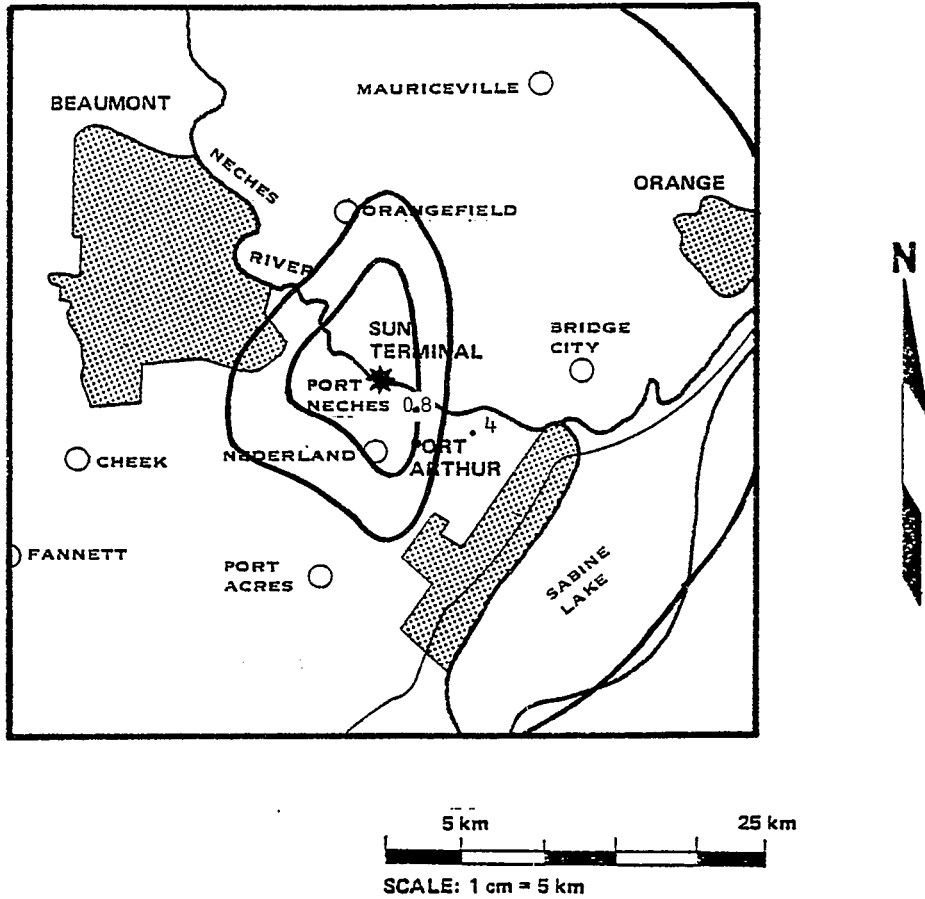 MAURICEVILLE
BEAUMONT
NECHES
ORANGE
ORANGEFIELD
RIVER
N
SUN
TERMINAL
BRIDGE
CITY
PORT
NECHES
0.8
.4
NEDERLAND
PORT
ARTHUR
CHEEK
FANNETT
PORT
ACRES
SABINE
LAKE
5 km
25 km
SCALE: 1 cm = 5 km